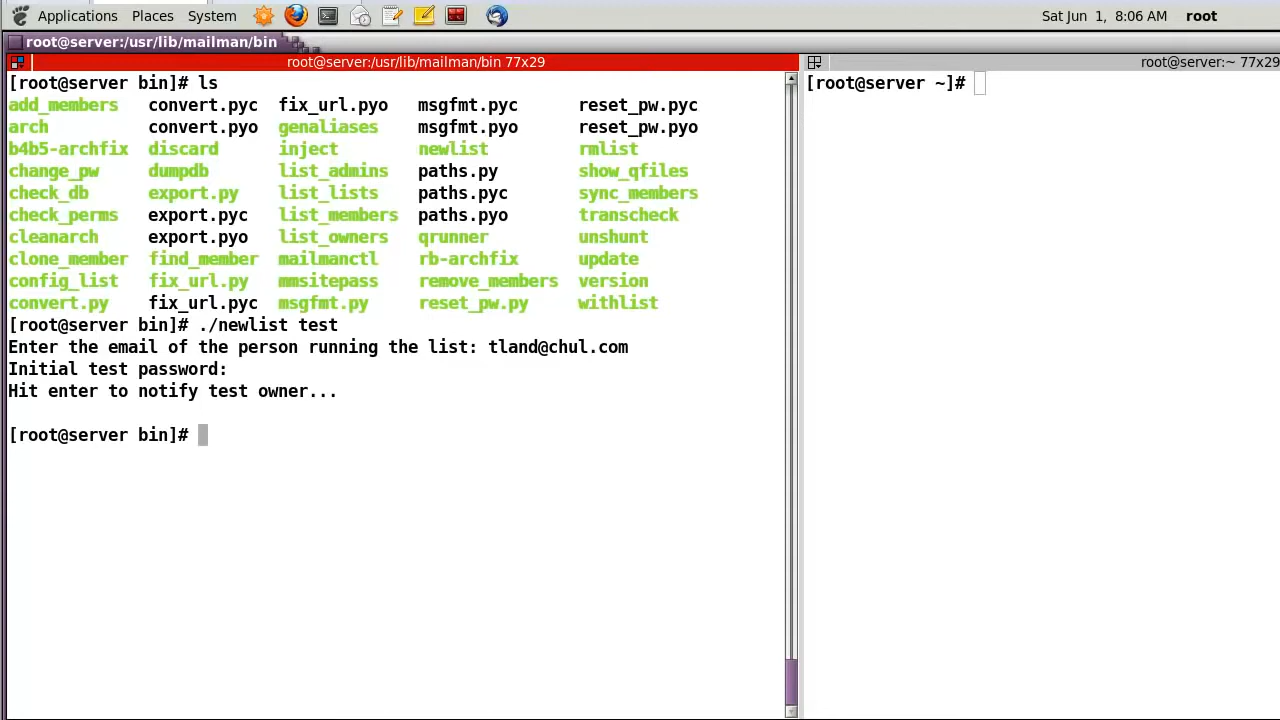 Applications Places System Sat Jun 1, 8:06 AM root
root@server:/usr/lib/mailman/bin
root@server:/usr/lib/mailman/bin 77x29
[root@server bin]# ls
add_members convert.pyc fix_url.pyo msgfmt.pyc reset_pw.pyc
arch convert.pyo genaliases msgfmt.pyo reset_pw.pyo
b4b5-archfix discard inject newlist rmlist
change_pw dumpdb list_admins paths.py show_qfiles
check_db export.py list_lists paths.pyc sync_members
check_perms export.pyc list_members paths.pyo transcheck
cleanarch export.pyo list_owners qrunner unshunt
clone_member find_member mailmanctl rb-archfix update
config_list fix_url.py mmsitepass remove_members version
convert.py fix_url.pyc msgfmt.py reset_pw.py withlist
[root@server bin]# ./newlist test
Enter the email of the person running the list: tland@chul.com
Initial test password:
Hit enter to notify test owner...
[root@server bin]#
root@server:~ 77x29
[root@server ~]#